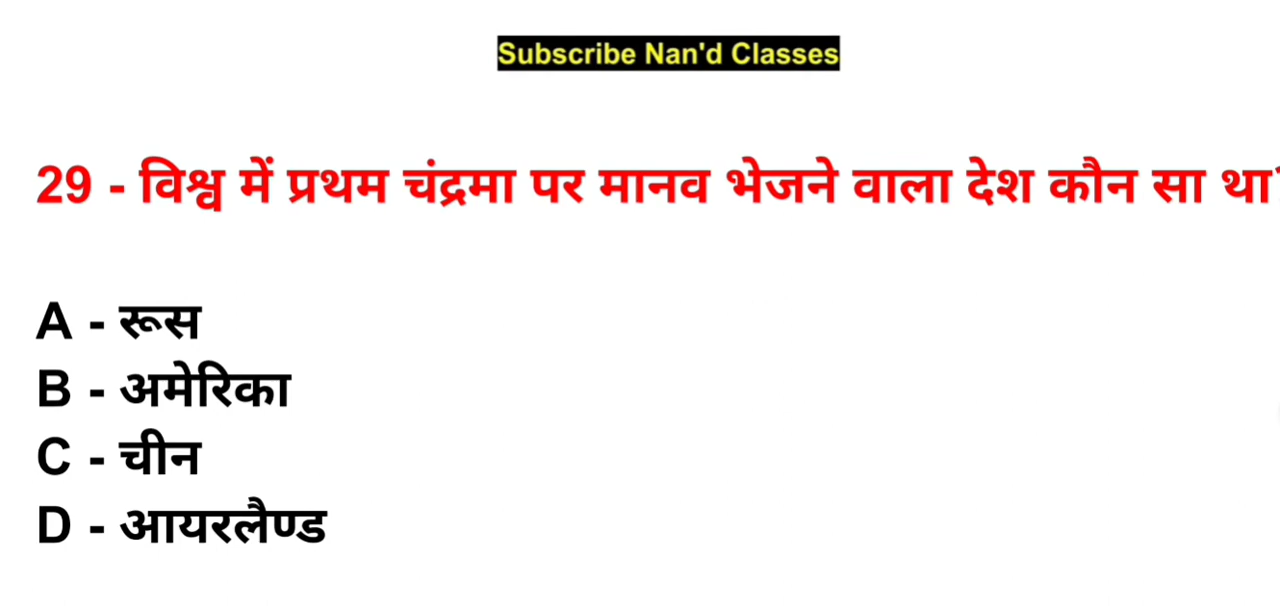 Subscribe Nan'd Classes
29 - विश्व में प्रथम चंद्रमा पर मानव भेजने वाला देश कौन सा था?
A - रूस
B - अमेरिका
C - चीन
D - आयरलैण्ड